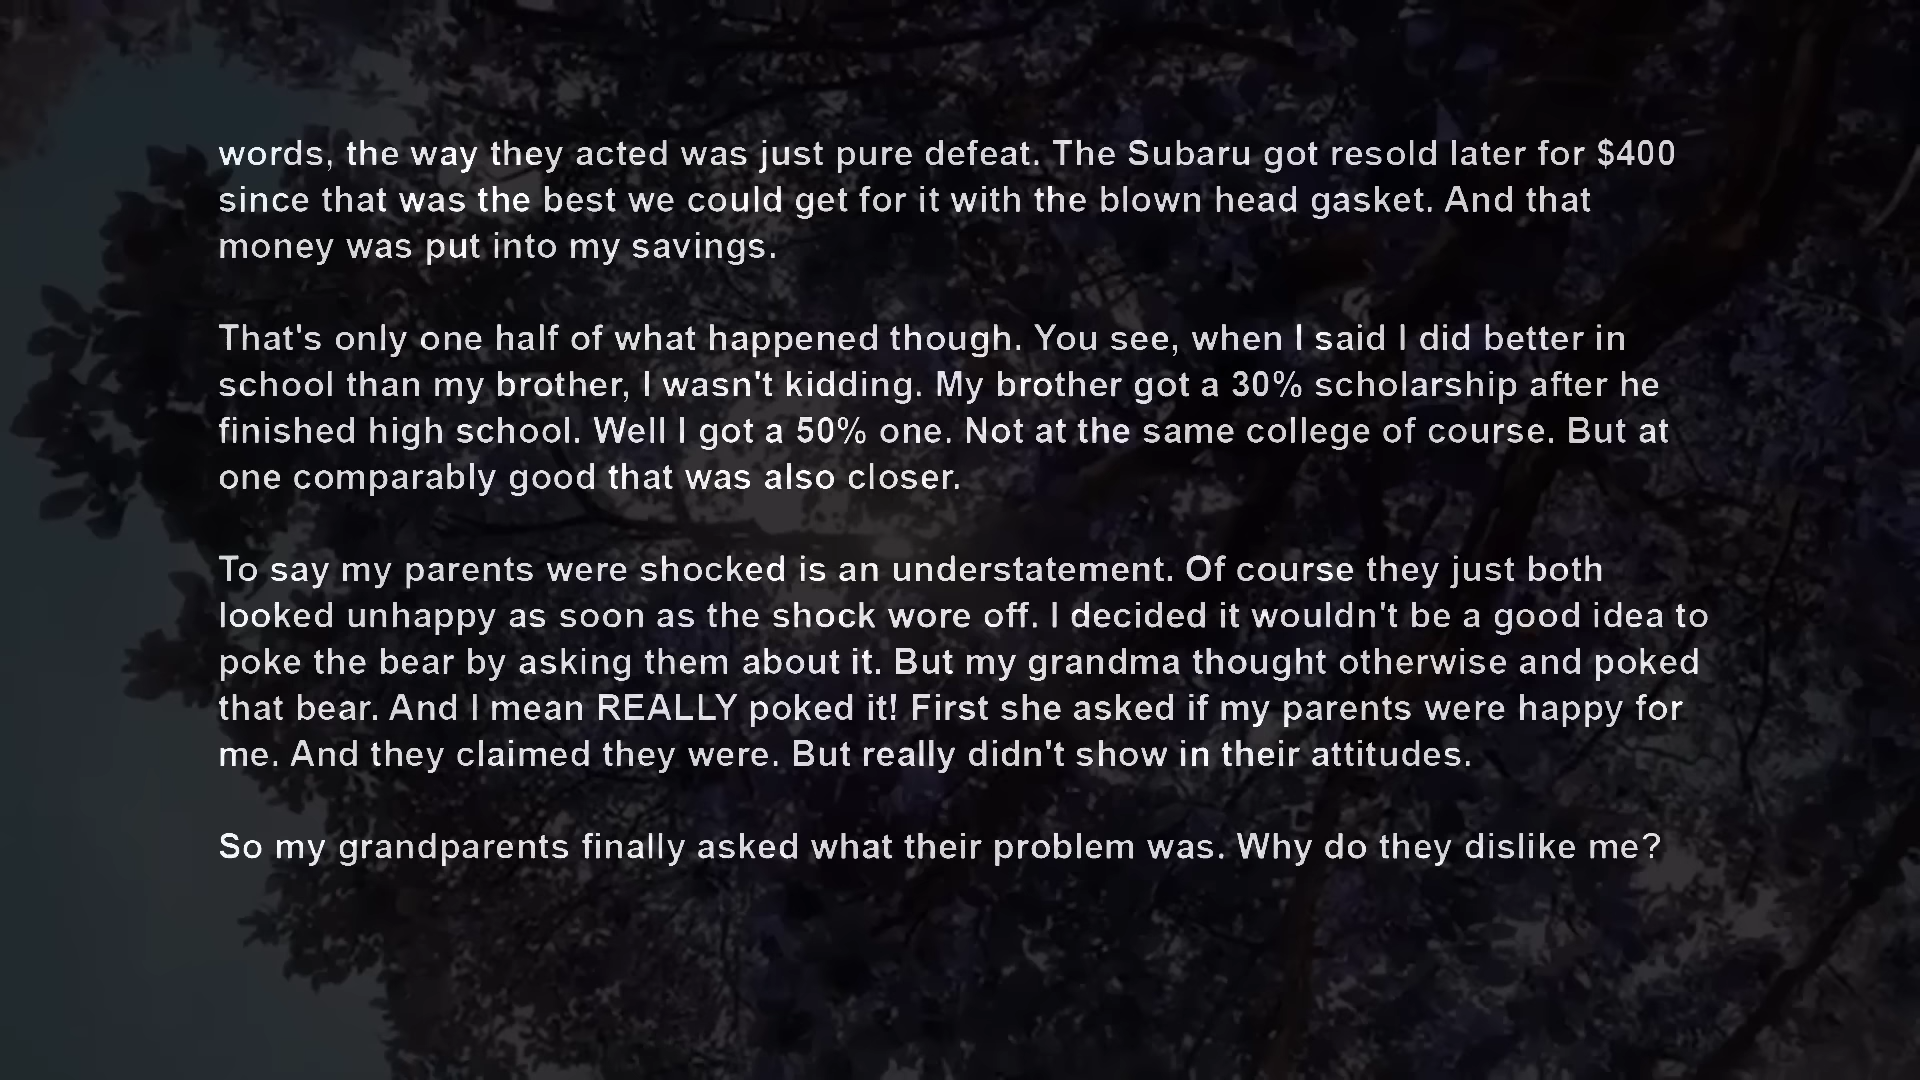 words, the way they acted was just pure defeat. The Subaru got resold later for $400
since that was the best we could get for it with the blown head gasket. And that
money was put into my savings.
That's only one half of what happened though. You see, when I said I did better in
school than my brother, I wasn't kidding. My brother got a 30% scholarship after he
finished high school. Well I got a 50% one. Not at the same college of course. But at
one comparably good that was also closer.
To say my parents were shocked is an understatement. Of course they just both
looked unhappy as soon as the shock wore off. I decided it wouldn't be a good idea to
poke the bear by asking them about it. But my grandma thought otherwise and poked
that bear. And I mean REALLY poked it! First she asked if my parents were happy for
me. And they claimed they were. But really didn't show in their attitudes.
So my grandparents finally asked what their problem was. Why do they dislike me?